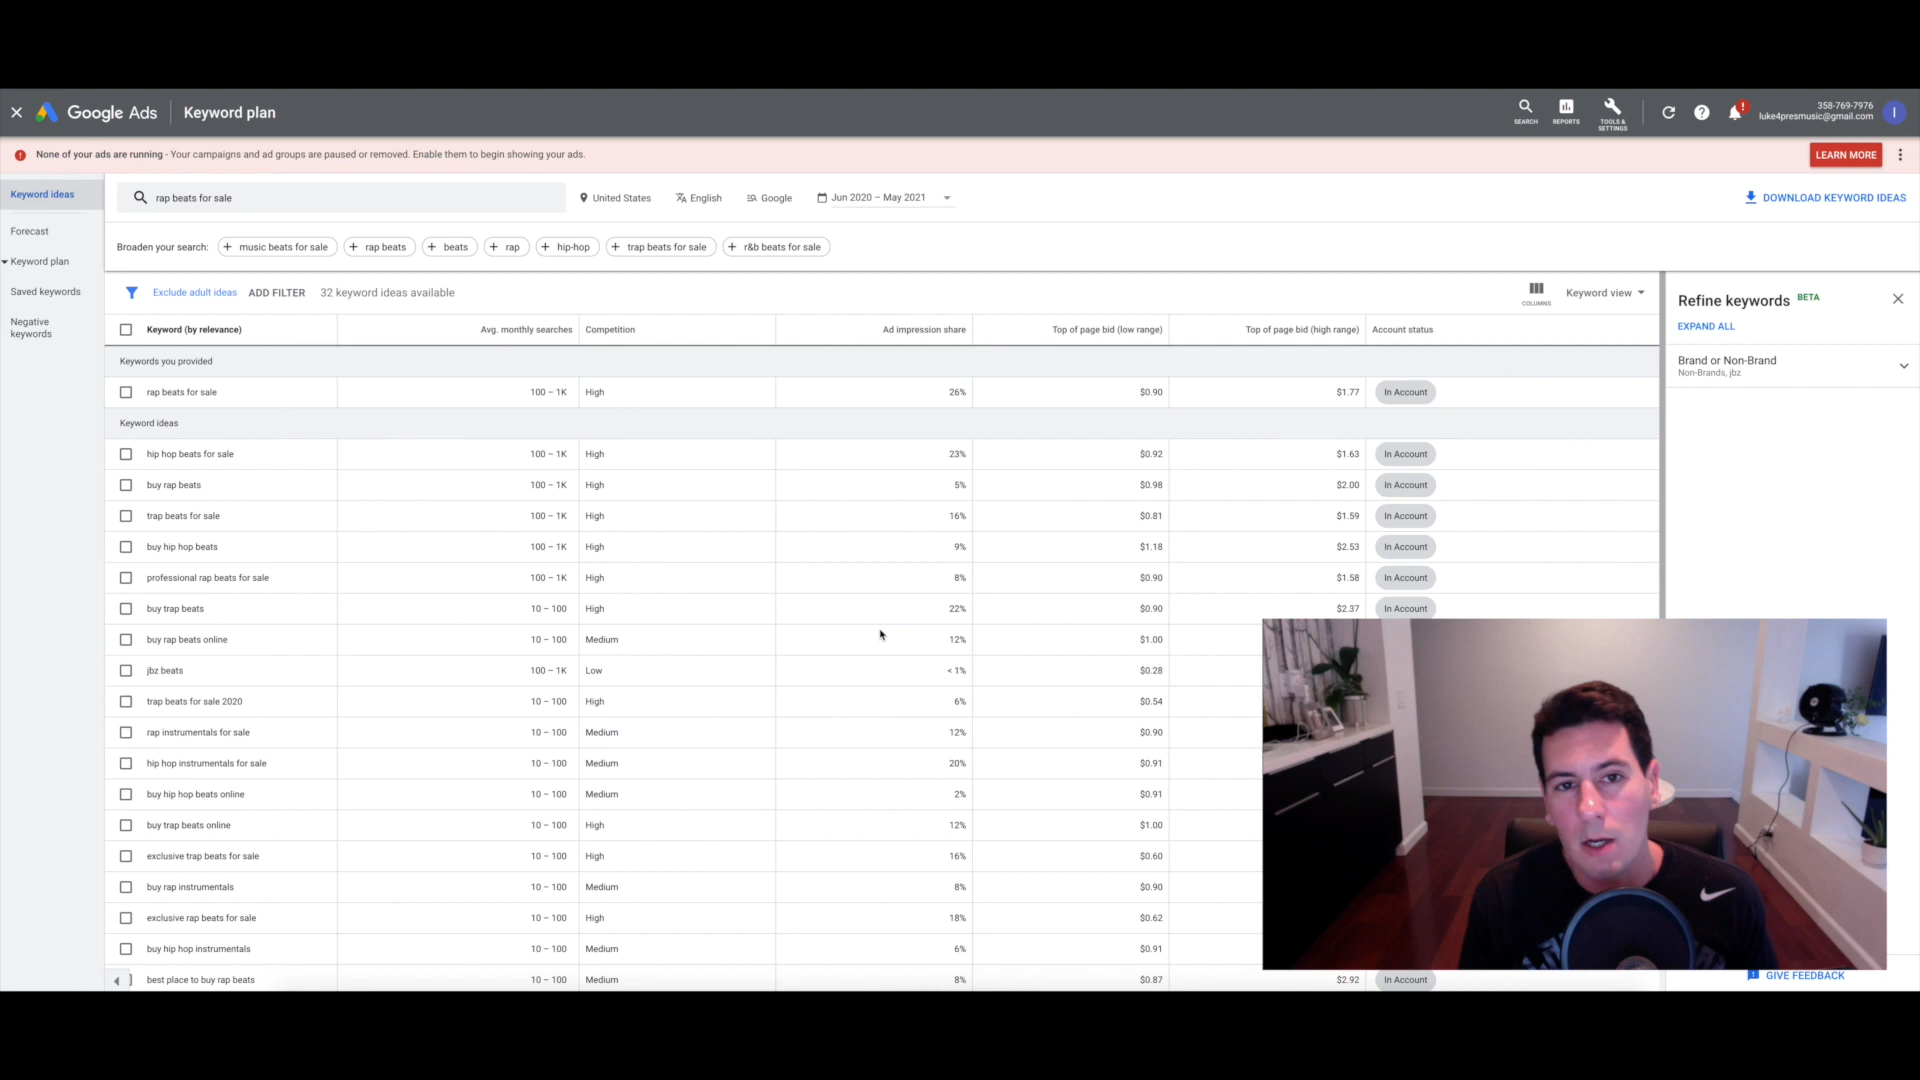 Google Ads Keyword plan
SEARCH REPORTS TOOLS & SETTINGS
358-769-7976
luke4presmusic@gmail.com
I
None of your ads are running - Your campaigns and ad groups are paused or removed. Enable them to begin showing your ads. LEARN MORE
Keyword ideas
Forecast
Keyword plan
Saved keywords
Negative keywords
rap beats for sale United States English Google Jun 2020 – May 2021 DOWNLOAD KEYWORD IDEAS
Broaden your search: + music beats for sale + rap beats + beats + rap + hip-hop + trap beats for sale + r&b beats for sale
Exclude adult ideas ADD FILTER 32 keyword ideas available COLUMNS Keyword view
Keyword (by relevance) Avg. monthly searches Competition Ad impression share Top of page bid (low range) Top of page bid (high range) Account status
Keywords you provided
rap beats for sale 100 – 1K High 26% $0.90 $1.77 In Account
Keyword ideas
hip hop beats for sale 100 – 1K High 23% $0.92 $1.63 In Account
buy rap beats 100 – 1K High 5% $0.98 $2.00 In Account
trap beats for sale 100 – 1K High 16% $0.81 $1.59 In Account
buy hip hop beats 100 – 1K High 9% $1.18 $2.53 In Account
professional rap beats for sale 100 – 1K High 8% $0.90 $1.58 In Account
buy trap beats 10 – 100 High 22% $0.90 $2.37 In Account
buy rap beats online 10 – 100 Medium 12% $1.00
jbz beats 100 – 1K Low < 1% $0.28
trap beats for sale 2020 10 – 100 High 6% $0.54
rap instrumentals for sale 10 – 100 Medium 12% $0.90
hip hop instrumentals for sale 10 – 100 Medium 20% $0.91
buy hip hop beats online 10 – 100 Medium 2% $0.91
buy trap beats online 10 – 100 High 12% $1.00
exclusive trap beats for sale 10 – 100 High 16% $0.60
buy rap instrumentals 10 – 100 Medium 8% $0.90
exclusive rap beats for sale 10 – 100 High 18% $0.62
buy hip hop instrumentals 10 – 100 Medium 6% $0.91
best place to buy rap beats 10 – 100 Medium 8% $0.87 $2.92 In Account
Refine keywords BETA
EXPAND ALL
Brand or Non-Brand
Non-Brands, jbz
GIVE FEEDBACK